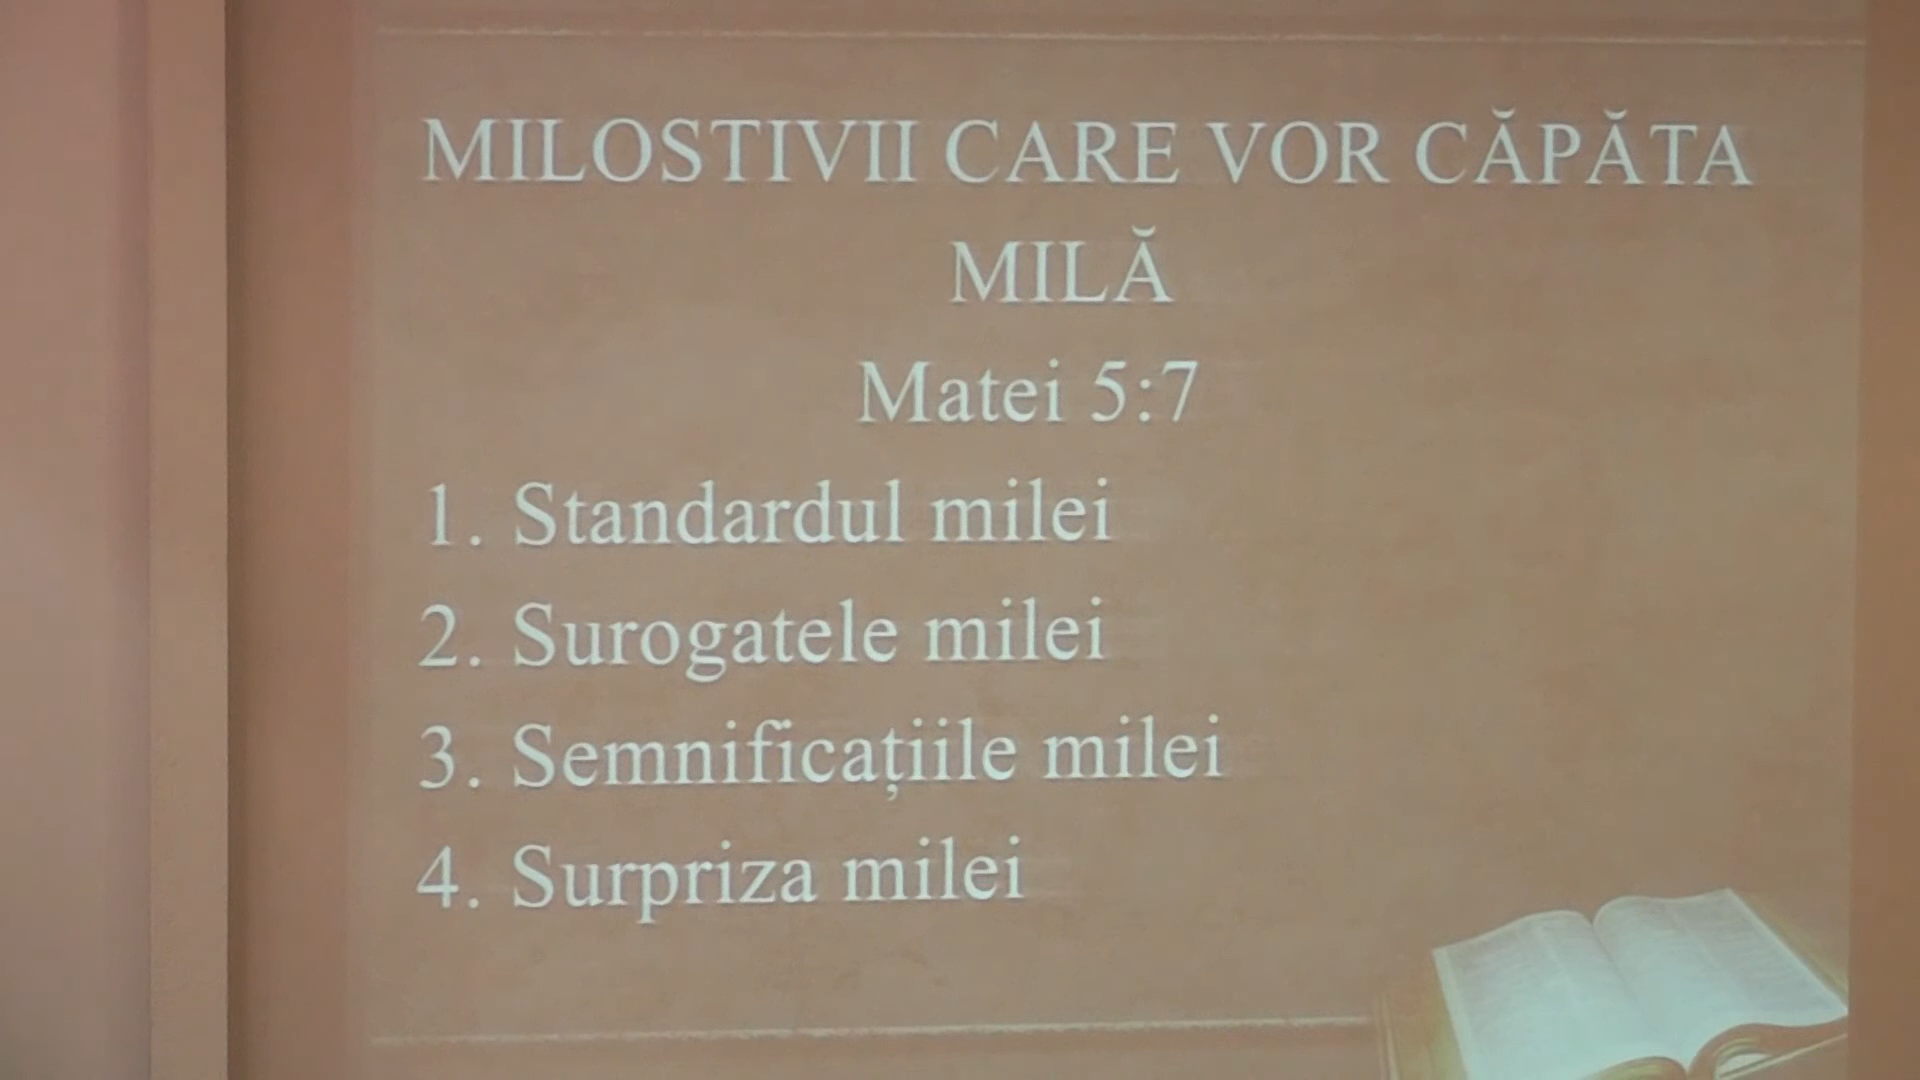 MILOSTIVII CARE VOR CĂPĂTA
MILĂ
Matei 5:7
1. Standardul milei
2. Surogatele milei
3. Semnificațiile milei
4. Surpriza milei